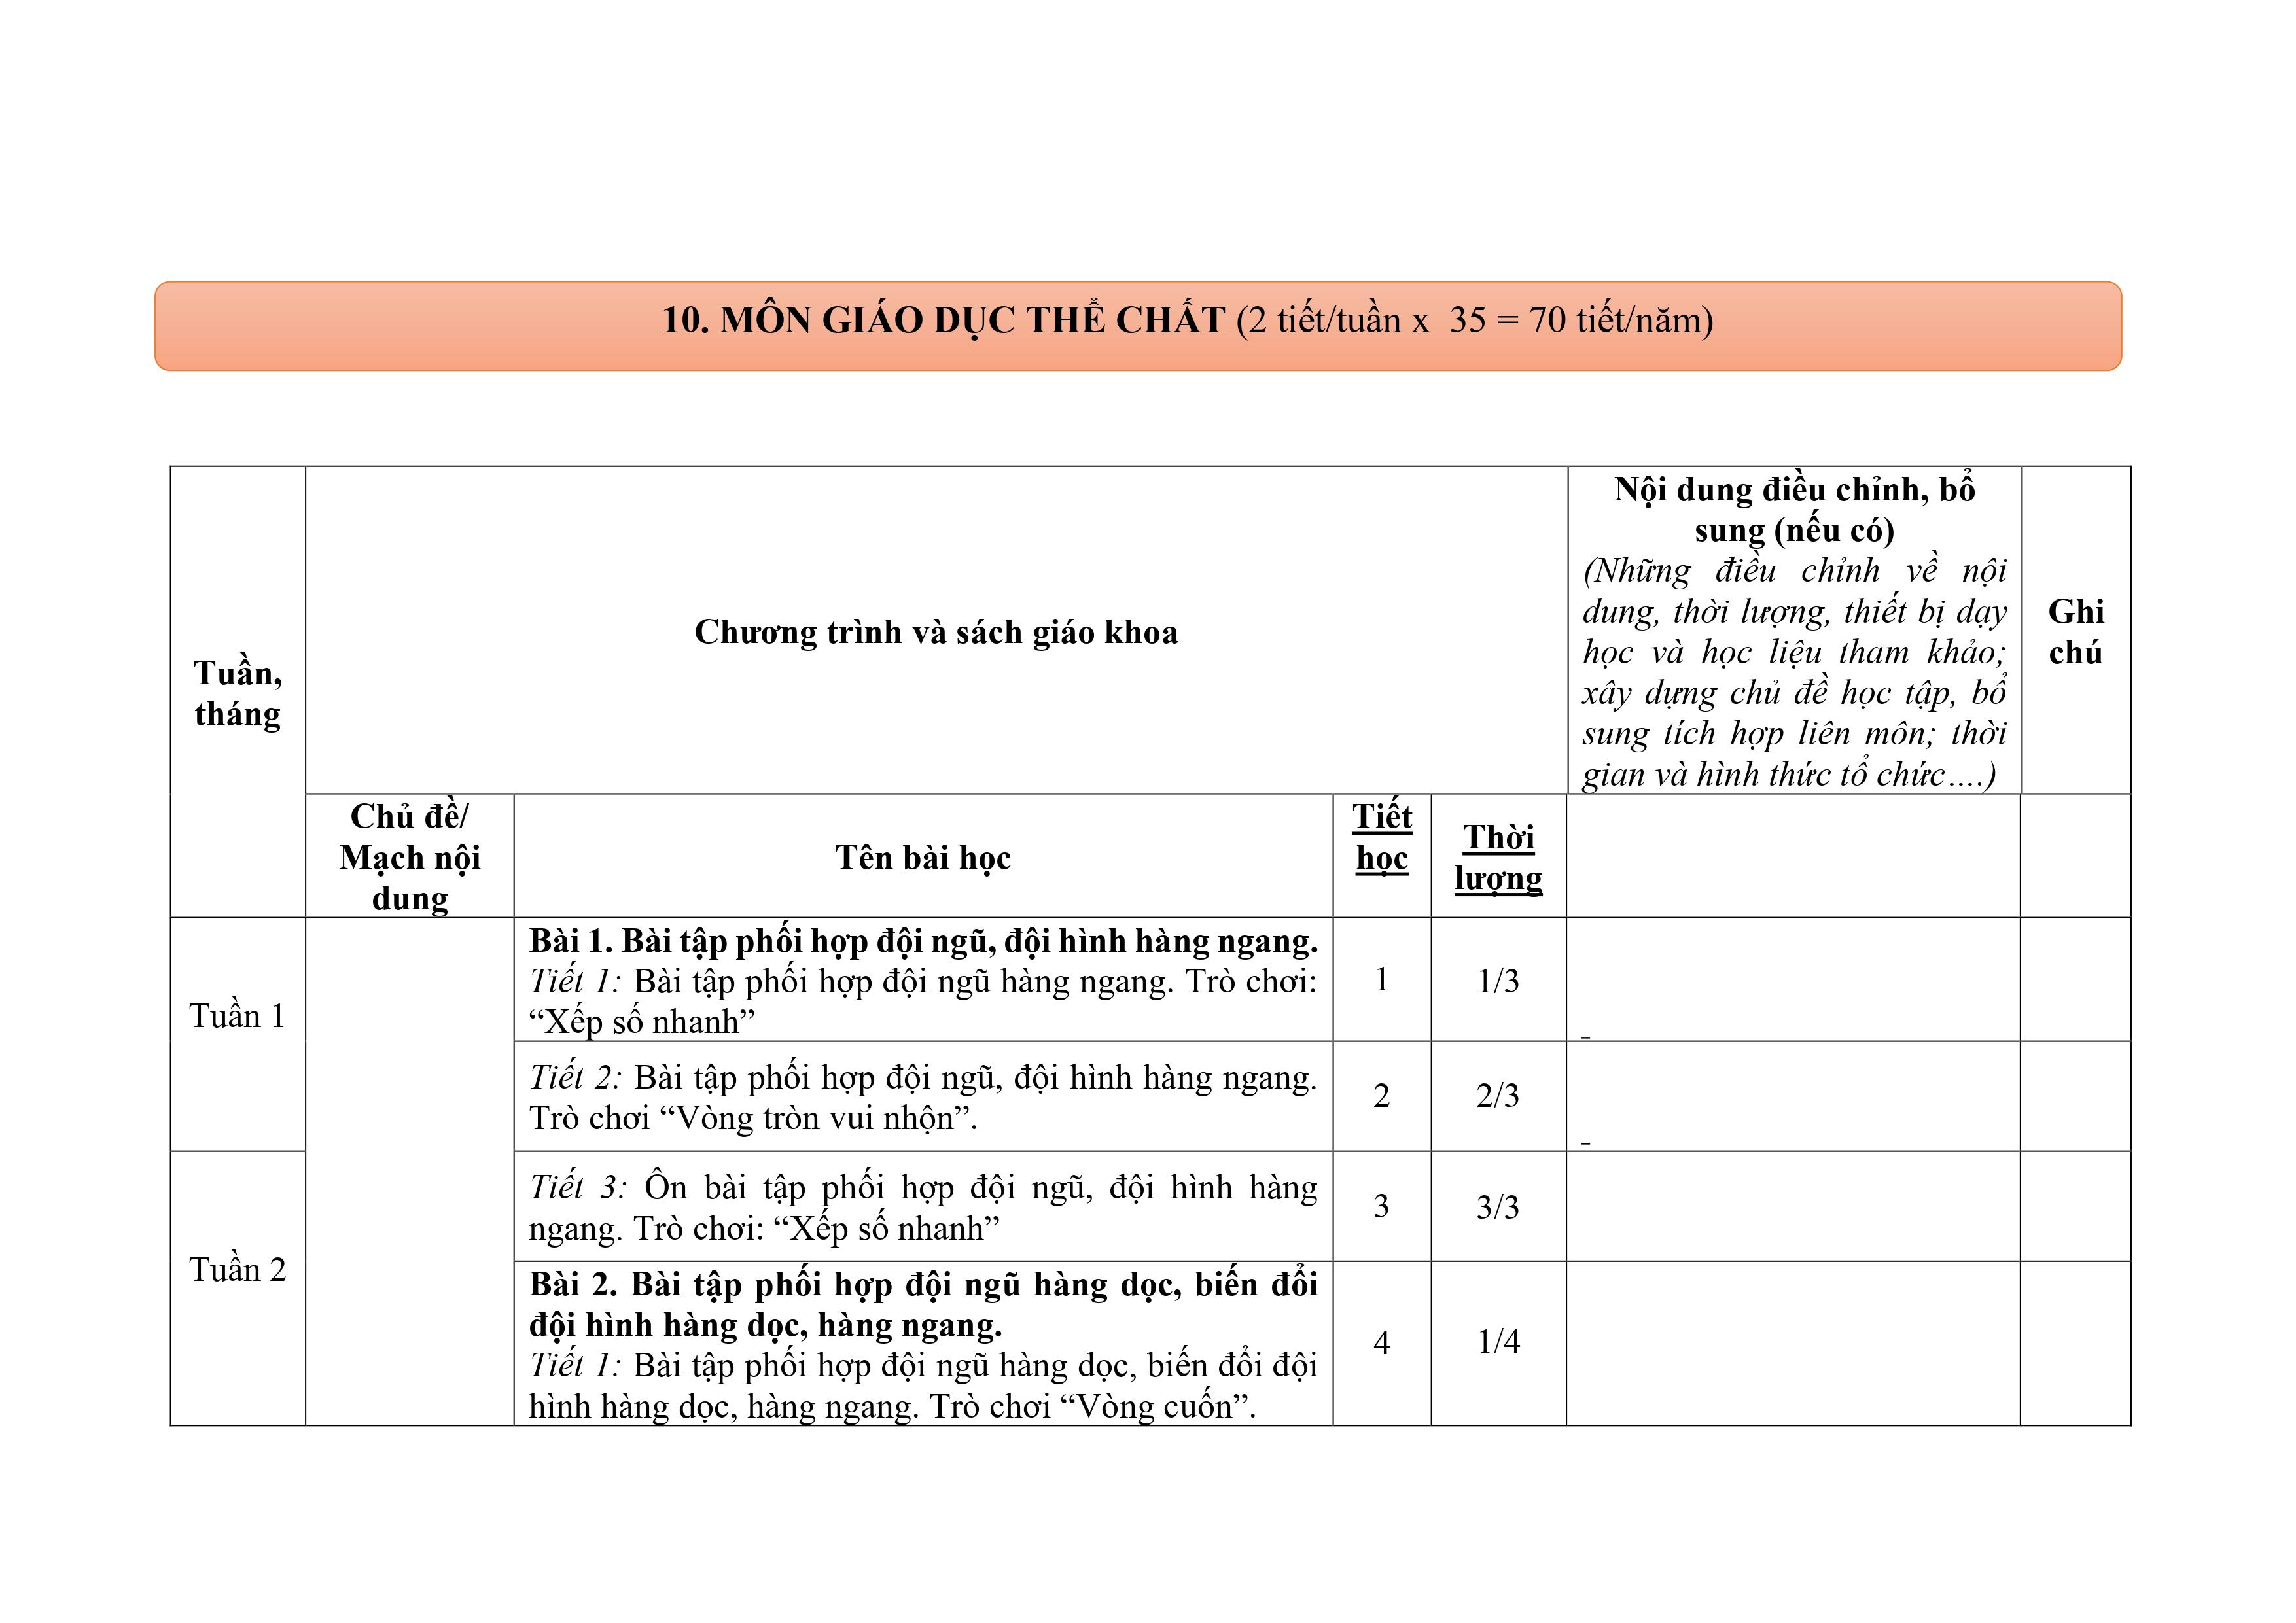 10. MÔN GIÁO DỤC THỂ CHẤT (2 tiết/tuần x  35 = 70 tiết/năm)
Tuần,
tháng
Chương trình và sách giáo khoa
Nội dung điều chỉnh, bổ
sung (nếu có)
(Những điều chỉnh về nội
dung, thời lượng, thiết bị dạy
học và học liệu tham khảo;
xây dựng chủ đề học tập, bổ
sung tích hợp liên môn; thời
gian và hình thức tổ chức….)
Ghi
chú
Chủ đề/
Mạch nội
dung
Tên bài học
Tiết
học
Thời
lượng
Tuần 1
Bài 1. Bài tập phối hợp đội ngũ, đội hình hàng ngang.
Tiết 1: Bài tập phối hợp đội ngũ hàng ngang. Trò chơi:
“Xếp số nhanh”
1
1/3
Tiết 2: Bài tập phối hợp đội ngũ, đội hình hàng ngang.
Trò chơi “Vòng tròn vui nhộn”.
2
2/3
Tuần 2
Tiết 3: Ôn bài tập phối hợp đội ngũ, đội hình hàng
ngang. Trò chơi: “Xếp số nhanh”
3
3/3
Bài 2. Bài tập phối hợp đội ngũ hàng dọc, biến đổi
đội hình hàng dọc, hàng ngang.
Tiết 1: Bài tập phối hợp đội ngũ hàng dọc, biến đổi đội
hình hàng dọc, hàng ngang. Trò chơi “Vòng cuốn”.
4
1/4